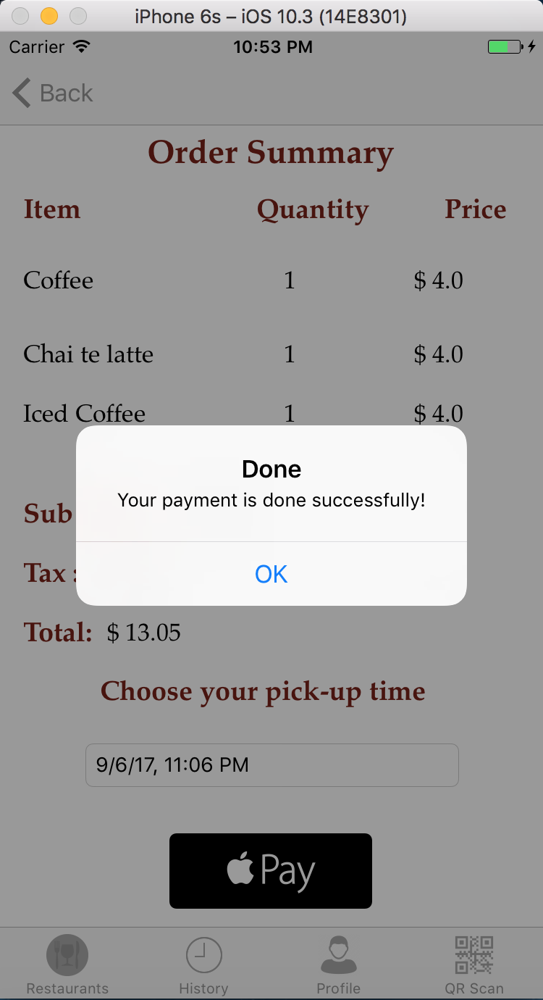 iPhone 6s – iOS 10.3 (14E8301)
Carrier 10:53 PM
Back
Order Summary
Item Quantity Price
Coffee 1 $ 4.0
Chai te latte 1 $ 4.0
Iced Coffee 1 $ 4.0
Done
Your payment is done successfully!
Sub
Tax :
OK
Total: $ 13.05
Choose your pick-up time
9/6/17, 11:06 PM
Pay
Restaurants History Profile QR Scan